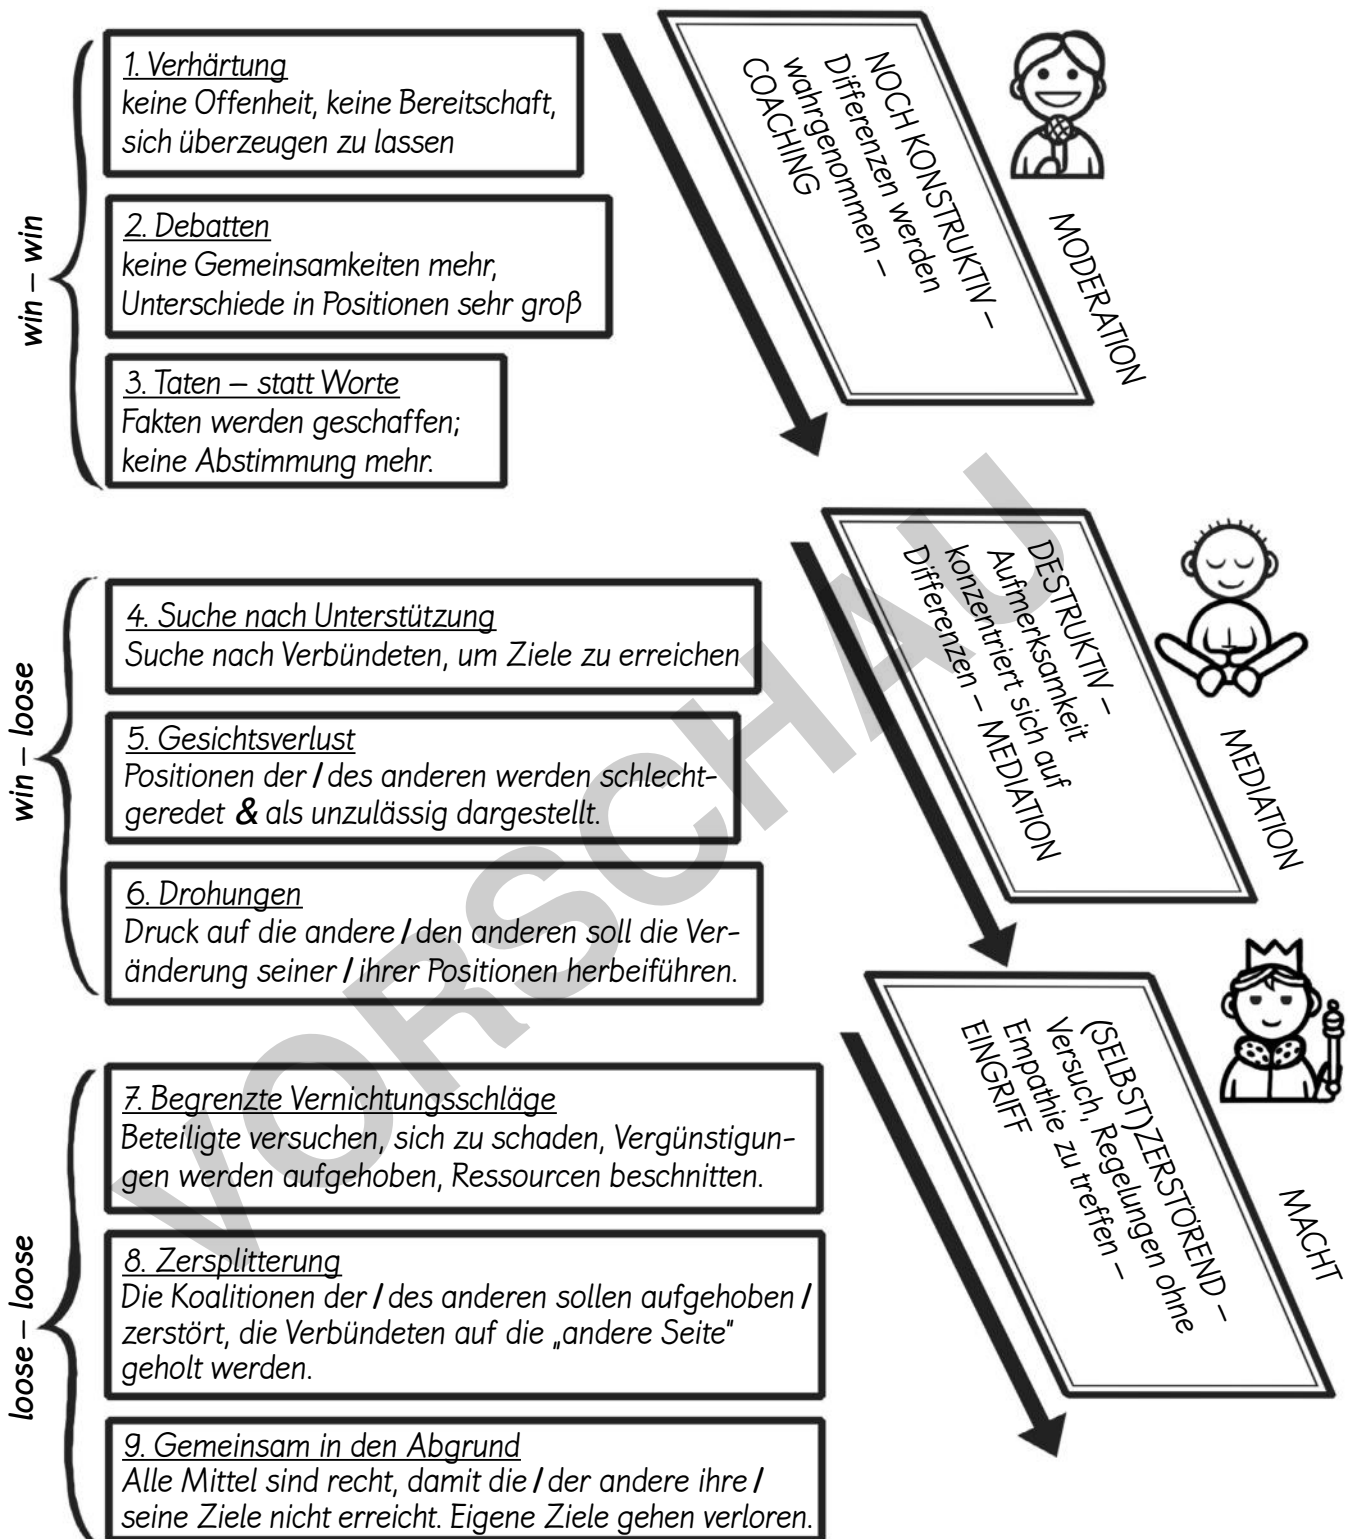 win – win
1. Verhärtung
keine Offenheit, keine Bereitschaft,
sich überzeugen zu lassen
2. Debatten
keine Gemeinsamkeiten mehr,
Unterschiede in Positionen sehr groß
3. Taten – statt Worte
Fakten werden geschaffen;
keine Abstimmung mehr.
NOCH KONSTRUKTIV –
Differenzen werden
wahrgenommen –
COACHING
MODERATION
win – loose
4. Suche nach Unterstützung
Suche nach Verbündeten, um Ziele zu erreichen
5. Gesichtsverlust
Positionen der / des anderen werden schlecht-
geredet & als unzulässig dargestellt.
6. Drohungen
Druck auf die andere / den anderen soll die Ver-
änderung seiner / ihrer Positionen herbeiführen.
DESTRUKTIV –
Aufmerksamkeit
konzentriert sich auf
Differenzen – MEDIATION
MEDIATION
loose – loose
7. Begrenzte Vernichtungsschläge
Beteiligte versuchen, sich zu schaden, Vergünstigun-
gen werden aufgehoben, Ressourcen beschnitten.
8. Zersplitterung
Die Koalitionen der / des anderen sollen aufgehoben /
zerstört, die Verbündeten auf die „andere Seite"
geholt werden.
9. Gemeinsam in den Abgrund
Alle Mittel sind recht, damit die / der andere ihre /
seine Ziele nicht erreicht. Eigene Ziele gehen verloren.
(SELBST)ZERSTÖREND –
Versuch, Regelungen ohne
Empathie zu treffen –
EINGRIFF
MACHT
VORSCHAU